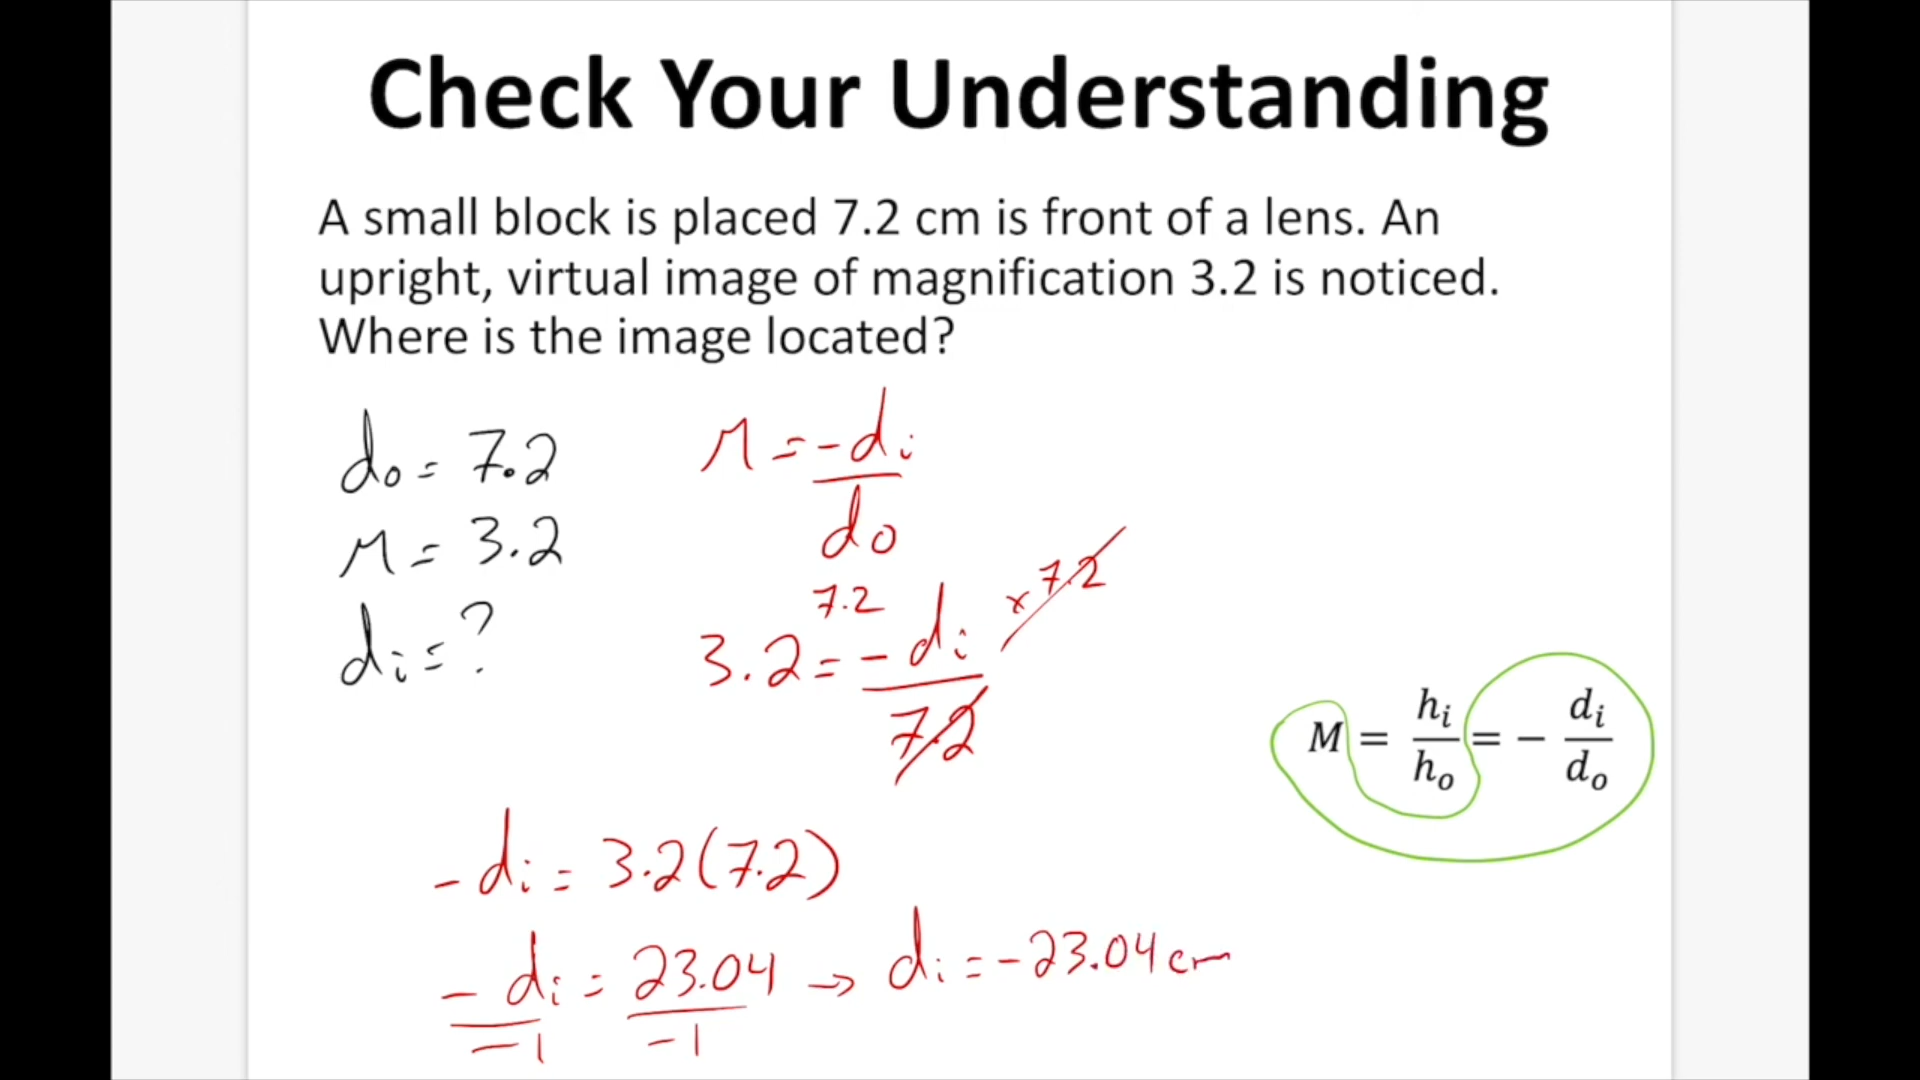 Check Your Understanding
A small block is placed 7.2 cm is front of a lens. An
upright, virtual image of magnification 3.2 is noticed.
Where is the image located?
do = 7.2
M = 3.2
di = ?
M = -di
do
7.2
x 7.2
3.2 = - di
7.2
M = hi/ho = − di/do
-di = 3.2(7.2)
-di = 23.04 → di = -23.04 cm
-1 -1